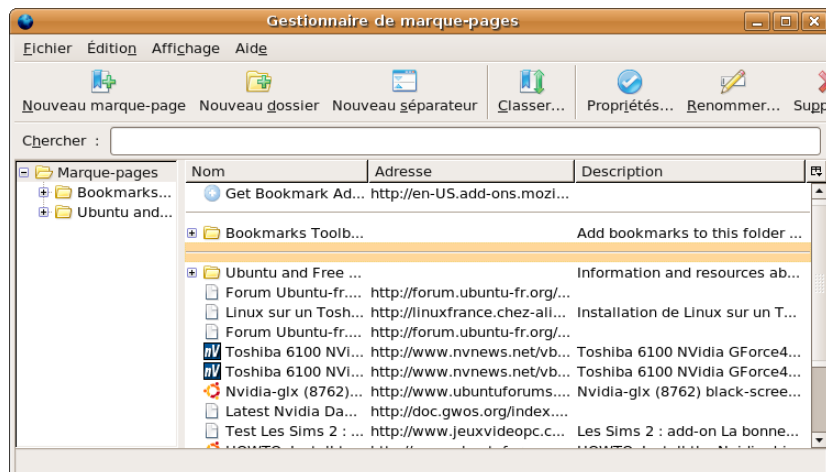 Gestionnaire de marque-pages
Fichier Édition Affichage Aide
Nouveau marque-page Nouveau dossier Nouveau séparateur Classer... Propriétés... Renommer... Supp
Chercher :
Marque-pages
Bookmarks...
Ubuntu and...
Nom Adresse Description
Get Bookmark Ad... http://en-US.add-ons.mozi...
Bookmarks Toolb... Add bookmarks to this folder ...
Ubuntu and Free ... Information and resources ab...
Forum Ubuntu-fr.... http://forum.ubuntu-fr.org/...
Linux sur un Tosh... http://linuxfrance.chez-ali... Installation de Linux sur un T...
Forum Ubuntu-fr.... http://forum.ubuntu-fr.org/...
nV Toshiba 6100 NVi... http://www.nvnews.net/vb... Toshiba 6100 NVidia GForce4...
nV Toshiba 6100 NVi... http://www.nvnews.net/vb... Toshiba 6100 NVidia GForce4...
Nvidia-glx (8762)... http://www.ubuntuforums.... Nvidia-glx (8762) black-scree...
Latest Nvidia Da... http://doc.gwos.org/index....
Test Les Sims 2 : ... http://www.jeuxvideopc.c... Les Sims 2 : add-on La bonne...